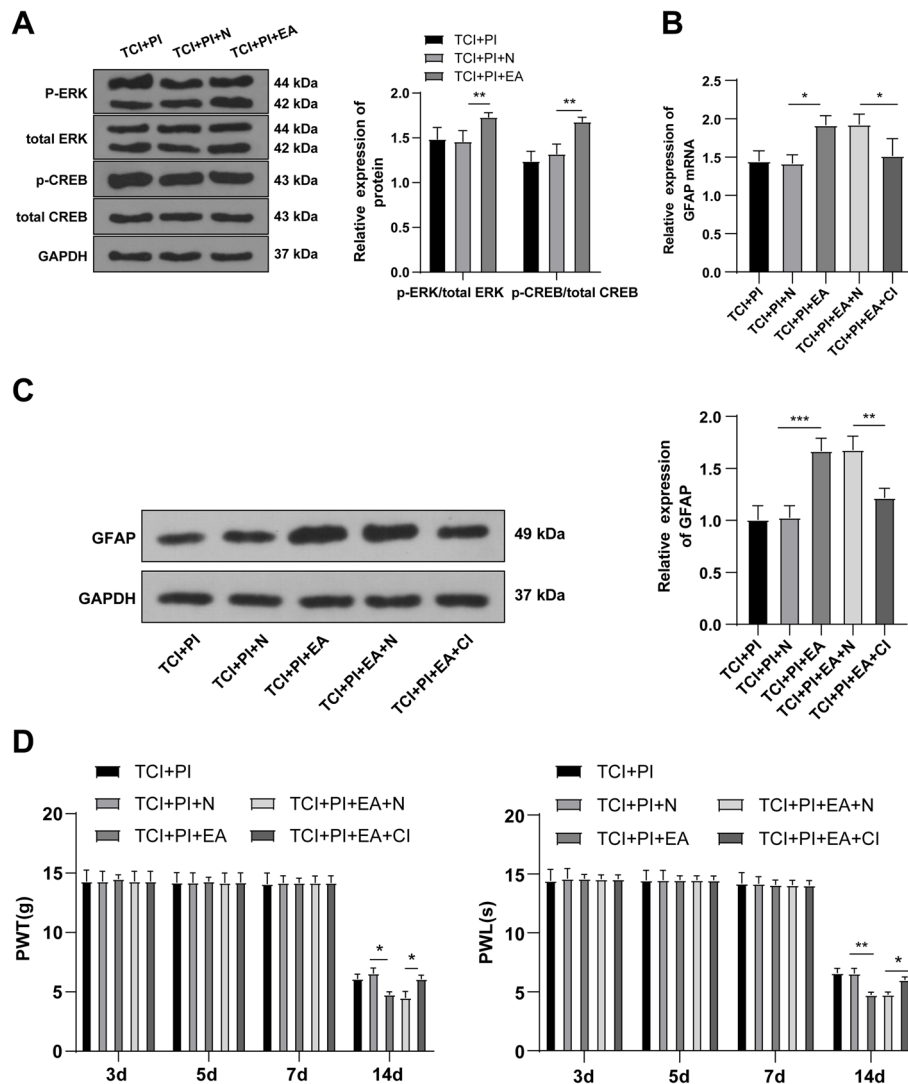 A
TCI+PI
TCI+PI+N
TCI+PI+EA
P-ERK
44 kDa
42 kDa
total ERK
44 kDa
42 kDa
p-CREB
43 kDa
total CREB
43 kDa
GAPDH
37 kDa
TCI+PI
TCI+PI+N
TCI+PI+EA
Relative expression of
protein
2.0
1.5
1.0
0.5
0.0
**
**
p-ERK/total ERK
p-CREB/total CREB
B
Relative expression of
GFAP mRNA
2.5
2.0
1.5
1.0
0.5
0.0
*
*
TCI+PI
TCI+PI+N
TCI+PI+EA
TCI+PI+EA+N
TCI+PI+EA+CI
C
GFAP
49 kDa
GAPDH
37 kDa
TCI+PI
TCI+PI+N
TCI+PI+EA
TCI+PI+EA+N
TCI+PI+EA+CI
Relative expression
of GFAP
2.0
1.5
1.0
0.5
0.0
***
**
TCI+PI
TCI+PI+N
TCI+PI+EA
TCI+PI+EA+N
TCI+PI+EA+CI
D
TCI+PI
TCI+PI+N
TCI+PI+EA+N
TCI+PI+EA
TCI+PI+EA+CI
PWT(g)
20
15
10
5
0
*
*
3d
5d
7d
14d
TCI+PI
TCI+PI+N
TCI+PI+EA+N
TCI+PI+EA
TCI+PI+EA+CI
PWL(s)
20
15
10
5
0
**
*
3d
5d
7d
14d